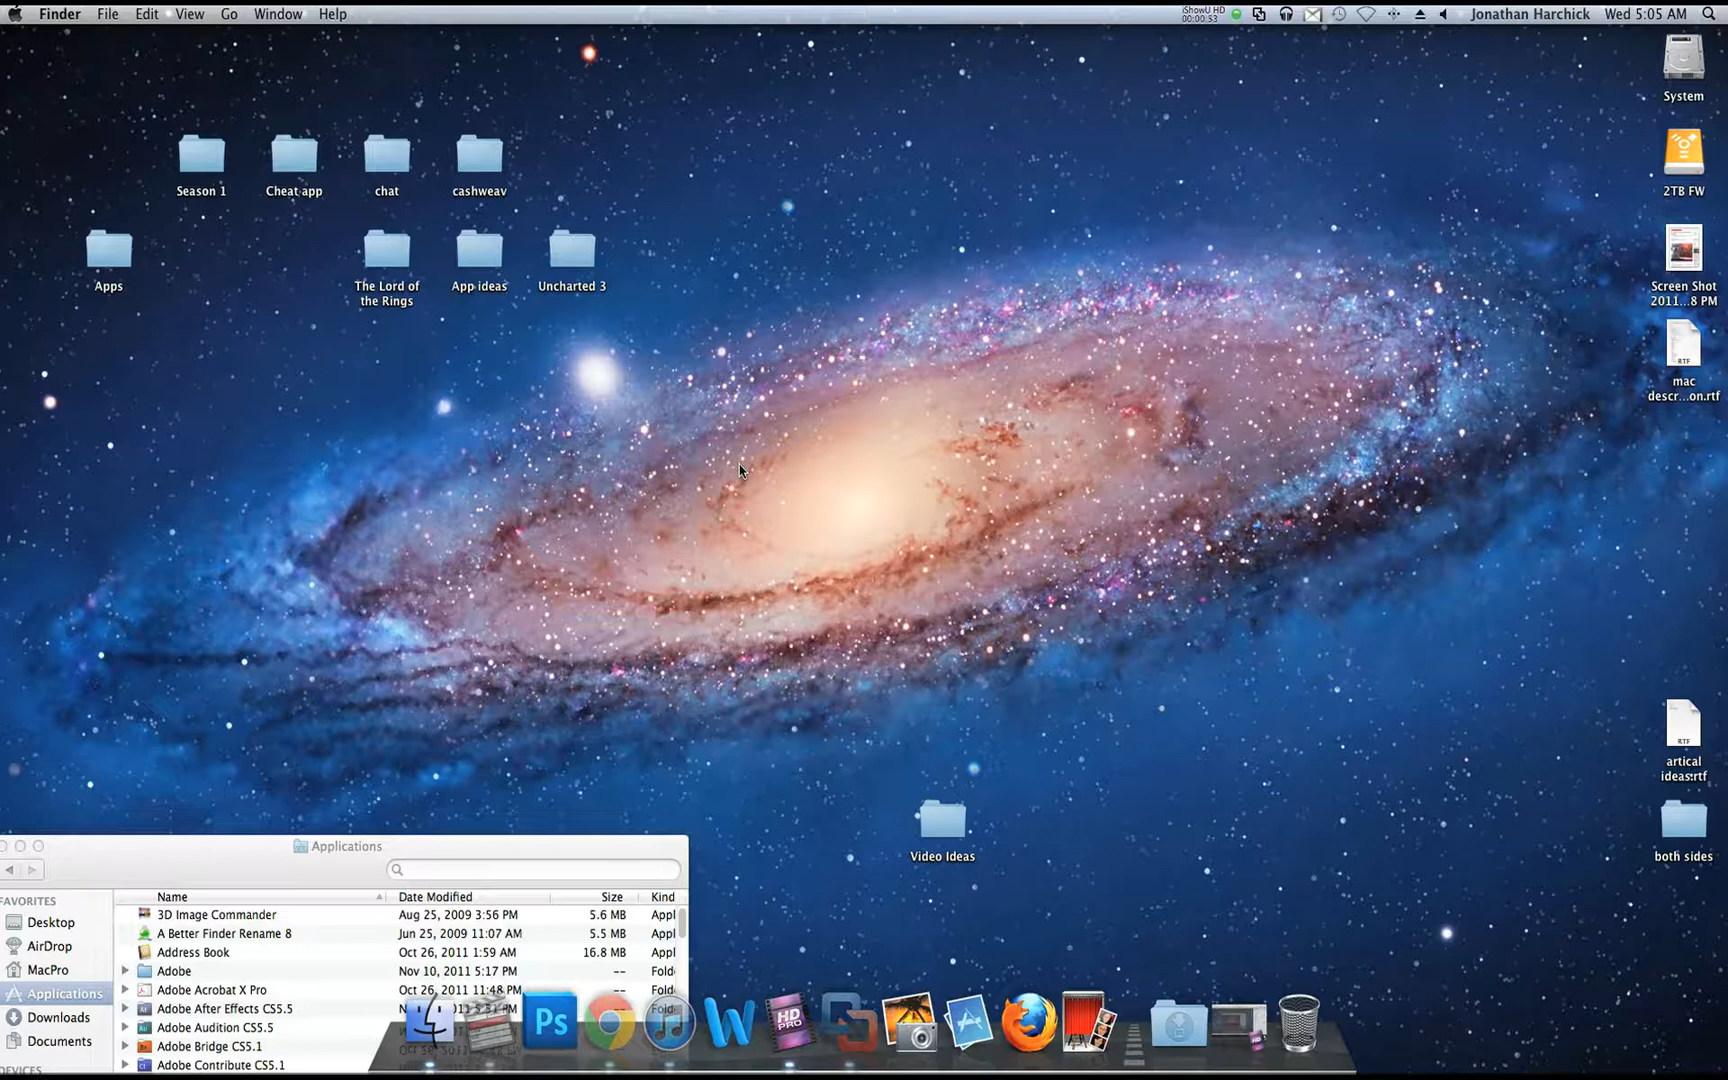 Finder File Edit View Go Window Help
iShowU HD
00:00:53
Jonathan Harchick Wed 5:05 AM
System
2TB FW
Screen Shot
2011...8 PM
RTF
mac
descr...on.rtf
Season 1
Cheat app
chat
cashweav
Apps
The Lord of
the Rings
App ideas
Uncharted 3
RTF
artical
ideas.rtf
Video Ideas
both sides
Applications
FAVORITES
Desktop
AirDrop
MacPro
Applications
Downloads
Documents
DEVICES
Name Date Modified Size Kind
3D Image Commander Aug 25, 2009 3:56 PM 5.6 MB Appl
A Better Finder Rename 8 Jun 25, 2009 11:07 AM 5.5 MB Appl
Address Book Oct 26, 2011 1:59 AM 16.8 MB Appl
Adobe Nov 10, 2011 5:17 PM -- Fold
Adobe Acrobat X Pro Oct 26, 2011 11:48 PM -- Fold
Adobe After Effects CS5.5
Adobe Audition CS5.5
Adobe Bridge CS5.1
Adobe Contribute CS5.1
Ps
W
HD
PRO